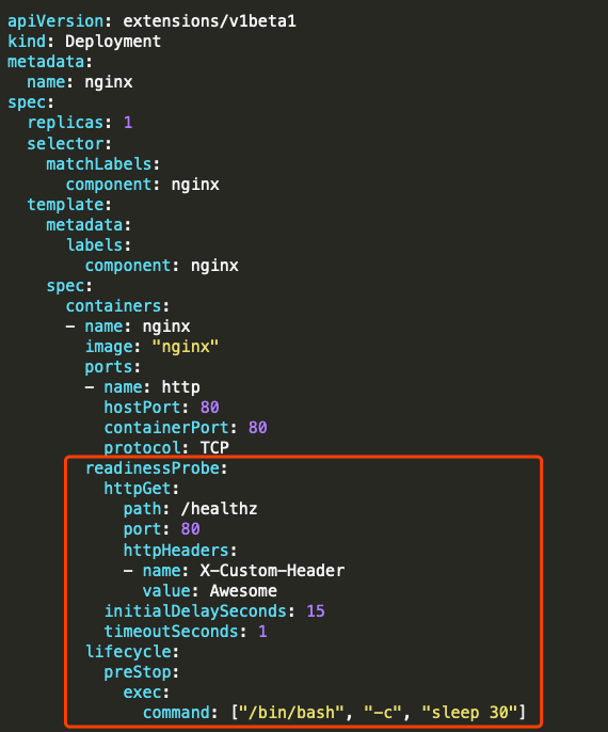 apiVersion: extensions/v1beta1
kind: Deployment
metadata:
  name: nginx
spec:
  replicas: 1
  selector:
    matchLabels:
      component: nginx
  template:
    metadata:
      labels:
        component: nginx
    spec:
      containers:
      - name: nginx
        image: "nginx"
        ports:
        - name: http
          hostPort: 80
          containerPort: 80
          protocol: TCP
        readinessProbe:
          httpGet:
            path: /healthz
            port: 80
            httpHeaders:
            - name: X-Custom-Header
              value: Awesome
          initialDelaySeconds: 15
          timeoutSeconds: 1
        lifecycle:
          preStop:
            exec:
              command: ["/bin/bash", "-c", "sleep 30"]